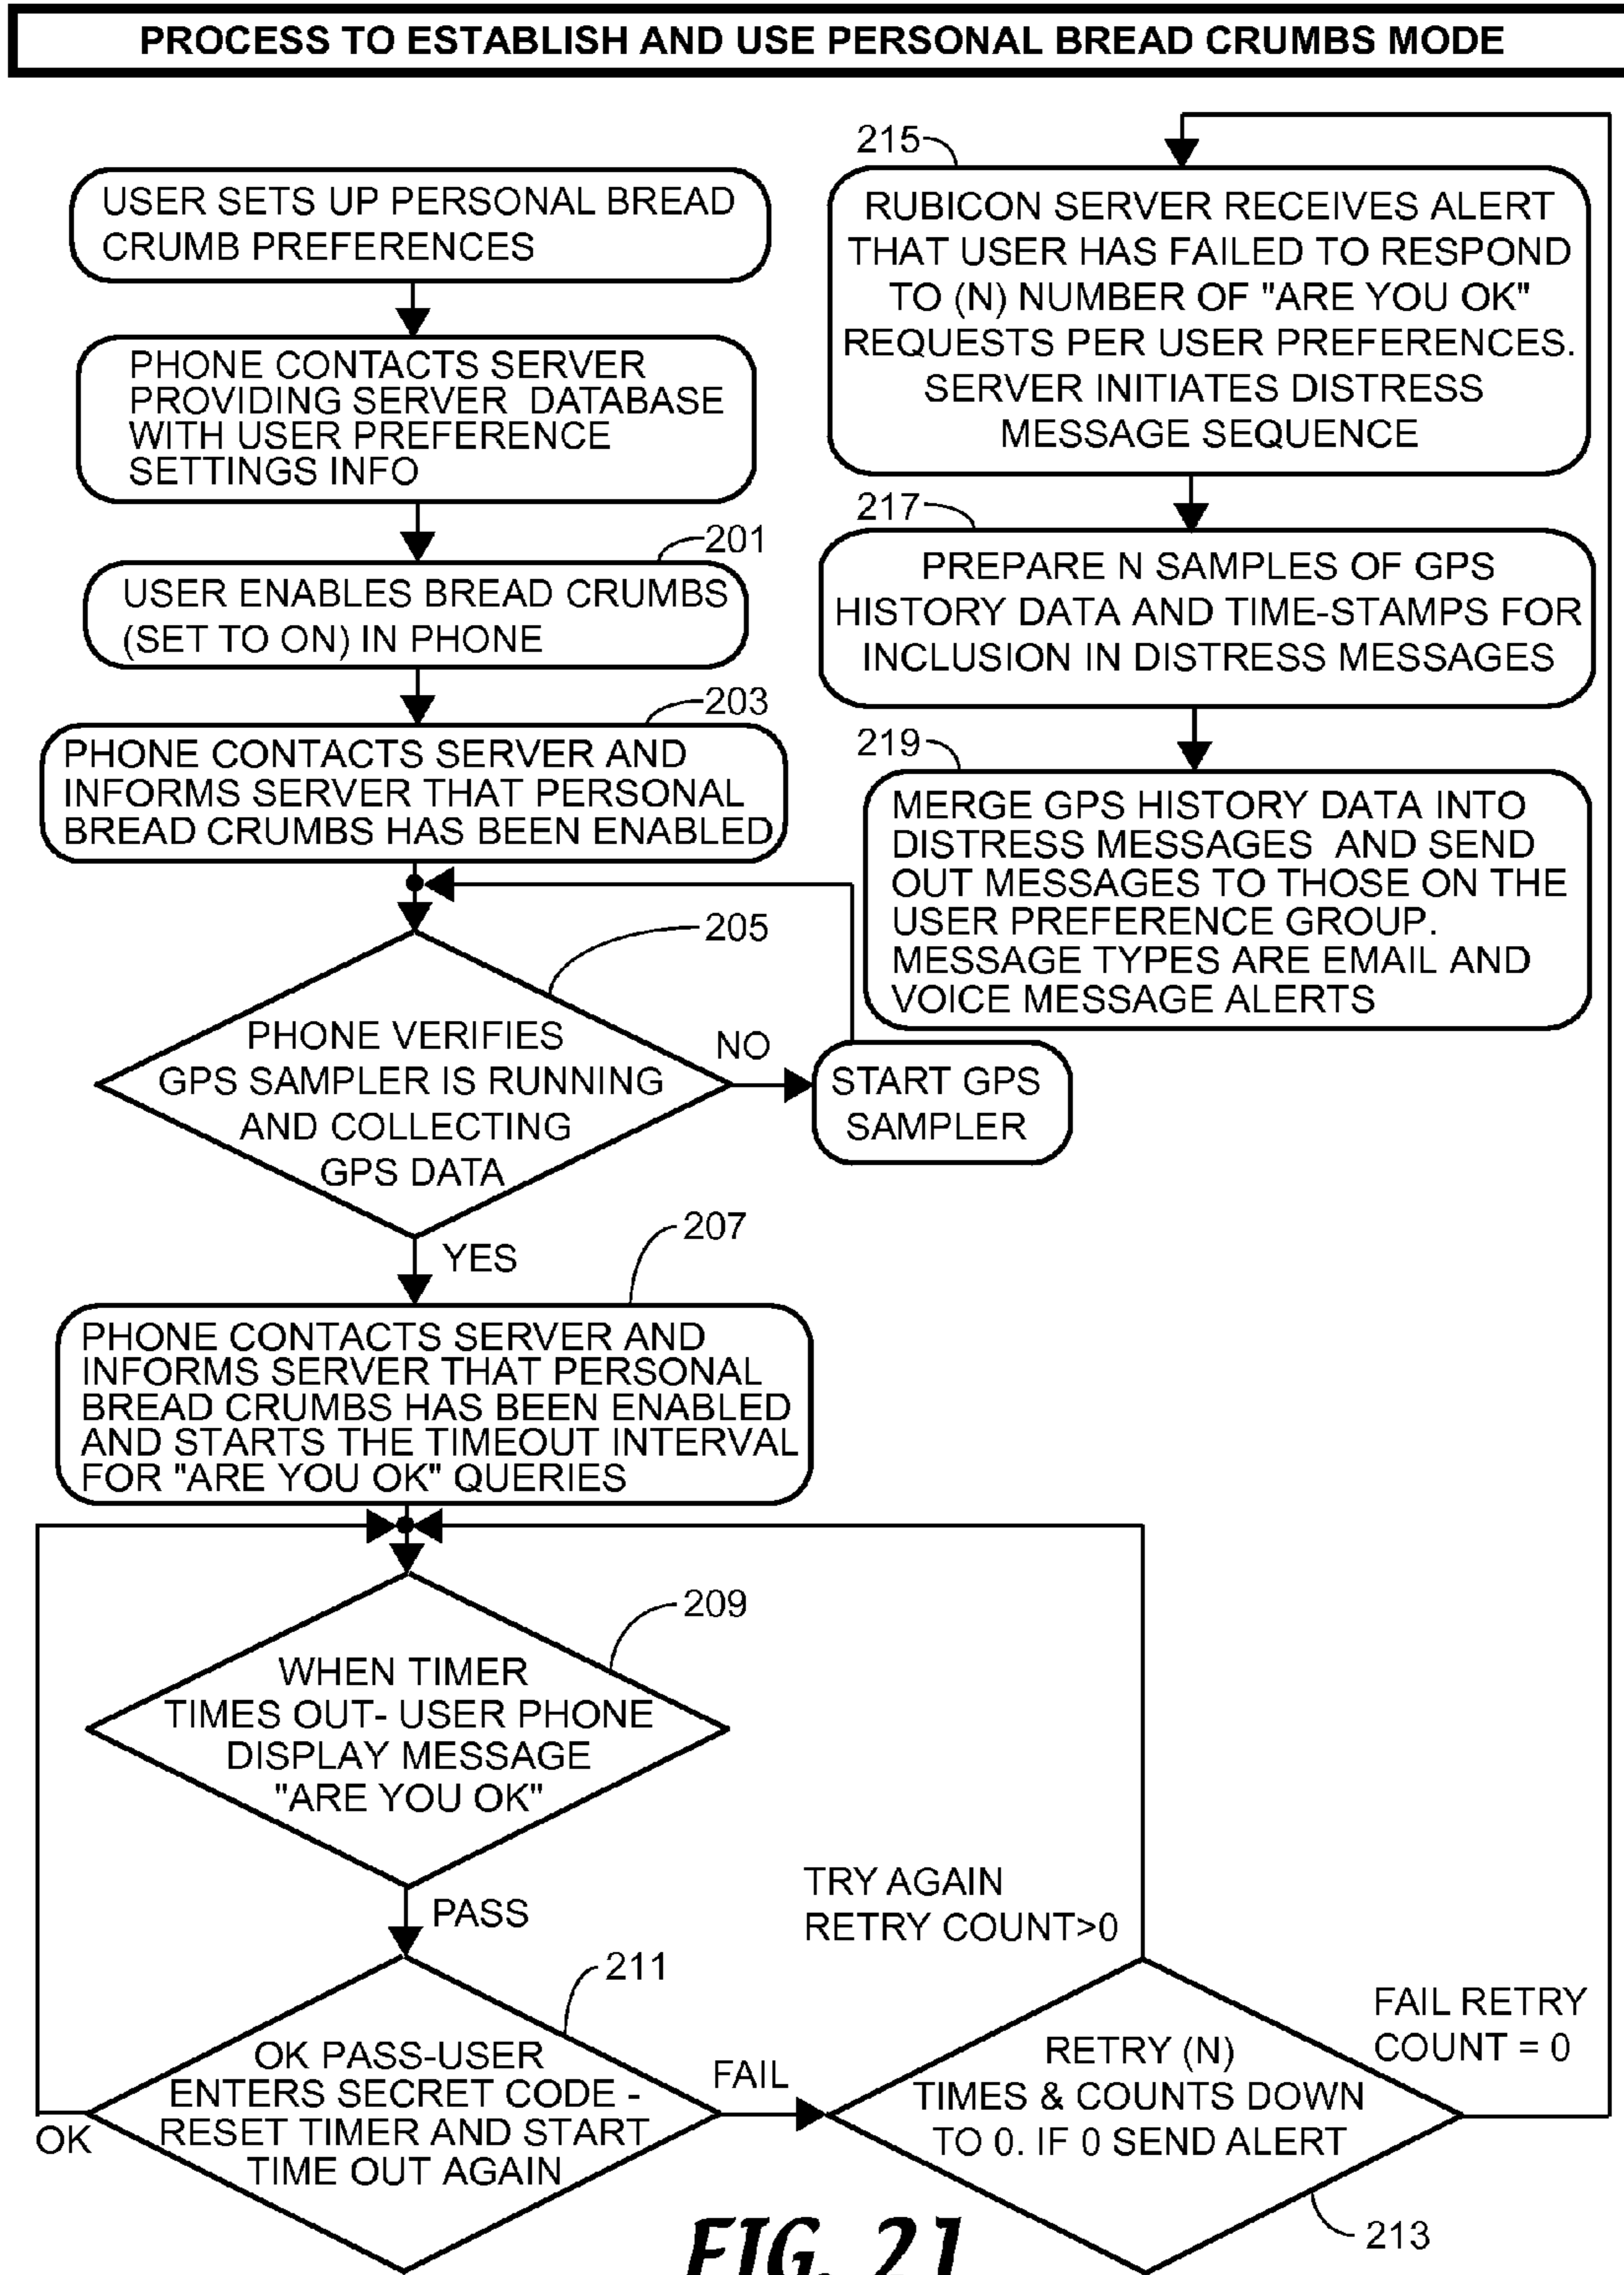 PROCESS TO ESTABLISH AND USE PERSONAL BREAD CRUMBS MODE
USER SETS UP PERSONAL BREAD
CRUMB PREFERENCES
PHONE CONTACTS SERVER
PROVIDING SERVER DATABASE
WITH USER PREFERENCE
SETTINGS INFO
201
USER ENABLES BREAD CRUMBS
(SET TO ON) IN PHONE
203
PHONE CONTACTS SERVER AND
INFORMS SERVER THAT PERSONAL
BREAD CRUMBS HAS BEEN ENABLED
205
PHONE VERIFIES
GPS SAMPLER IS RUNNING
AND COLLECTING
GPS DATA
NO
START GPS
SAMPLER
YES
207
PHONE CONTACTS SERVER AND
INFORMS SERVER THAT PERSONAL
BREAD CRUMBS HAS BEEN ENABLED
AND STARTS THE TIMEOUT INTERVAL
FOR "ARE YOU OK" QUERIES
209
WHEN TIMER
TIMES OUT- USER PHONE
DISPLAY MESSAGE
"ARE YOU OK"
PASS
211
OK PASS-USER
ENTERS SECRET CODE -
RESET TIMER AND START
TIME OUT AGAIN
OK
FAIL
TRY AGAIN
RETRY COUNT>0
RETRY (N)
TIMES & COUNTS DOWN
TO 0. IF 0 SEND ALERT
213
FAIL RETRY
COUNT = 0
215
RUBICON SERVER RECEIVES ALERT
THAT USER HAS FAILED TO RESPOND
TO (N) NUMBER OF "ARE YOU OK"
REQUESTS PER USER PREFERENCES.
SERVER INITIATES DISTRESS
MESSAGE SEQUENCE
217
PREPARE N SAMPLES OF GPS
HISTORY DATA AND TIME-STAMPS FOR
INCLUSION IN DISTRESS MESSAGES
219
MERGE GPS HISTORY DATA INTO
DISTRESS MESSAGES AND SEND
OUT MESSAGES TO THOSE ON THE
USER PREFERENCE GROUP.
MESSAGE TYPES ARE EMAIL AND
VOICE MESSAGE ALERTS
FIG. 21